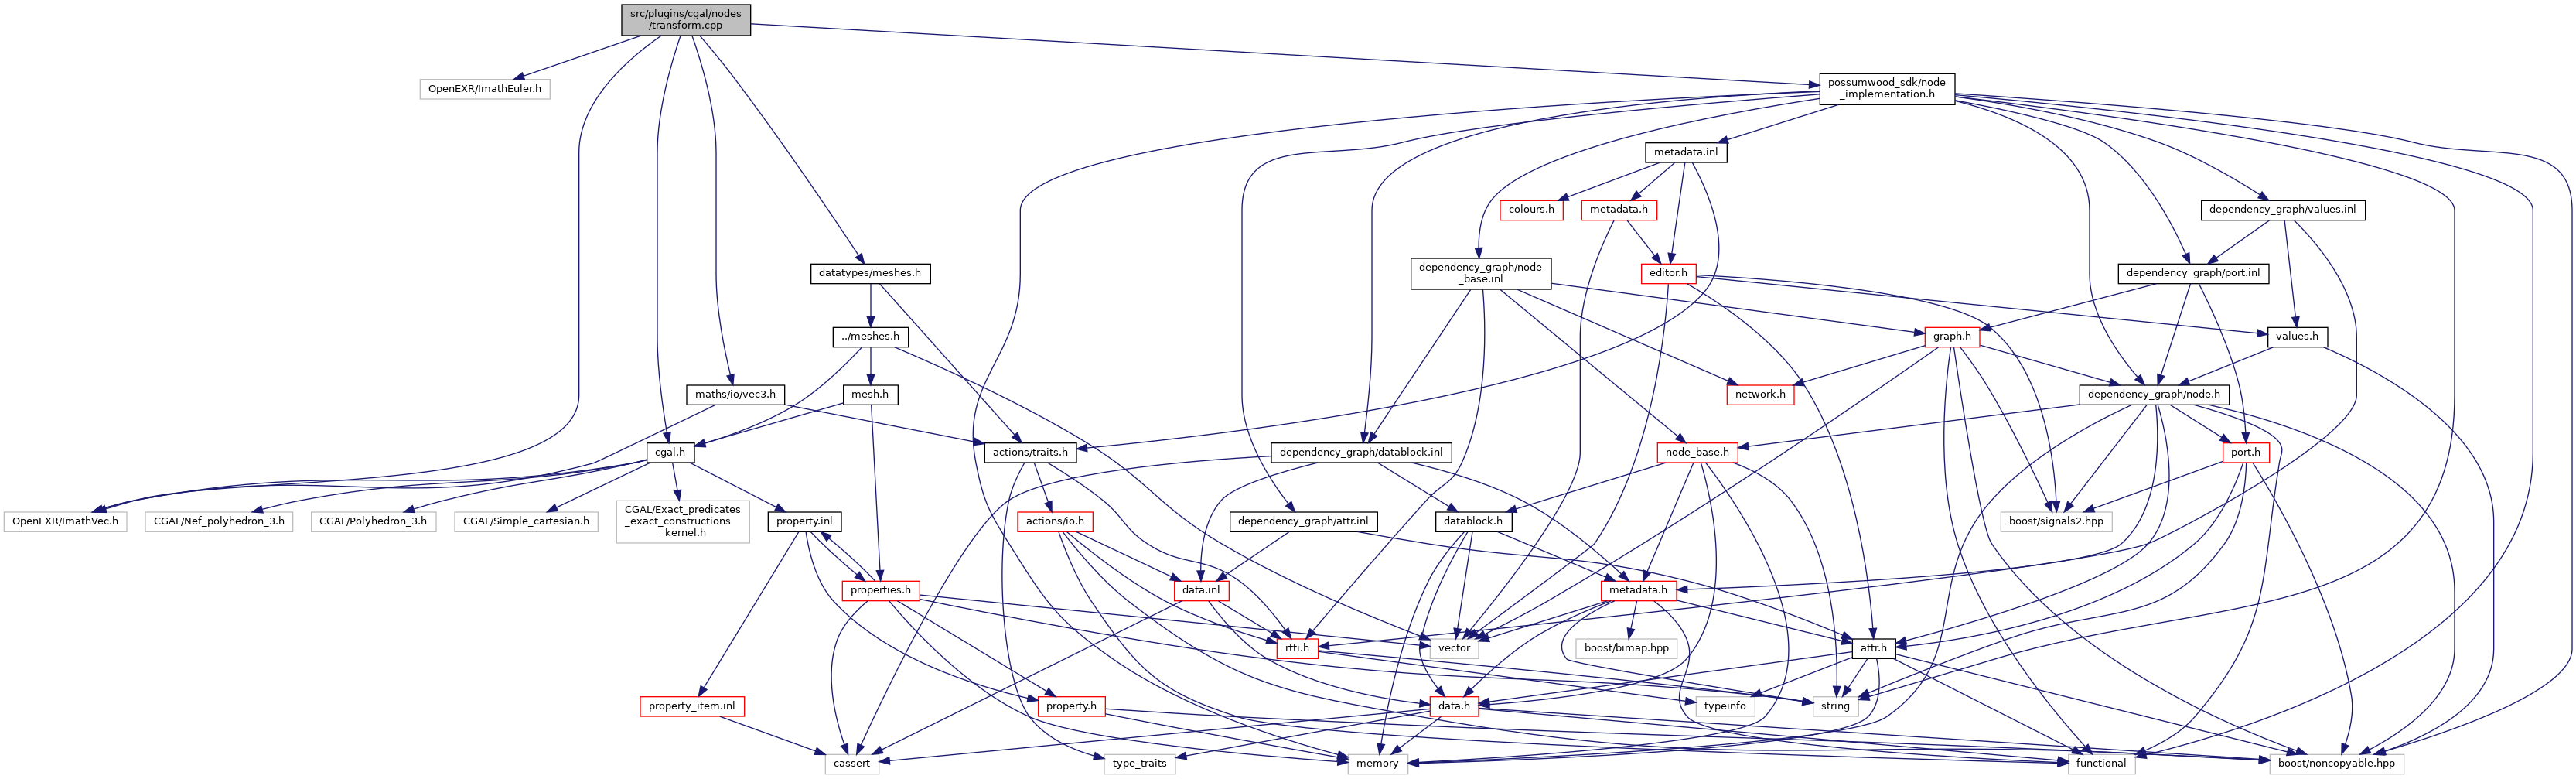 src/plugins/cgal/nodes
/transform.cpp
OpenEXR/ImathEuler.h
possumwood_sdk/node
_implementation.h
metadata.inl
colours.h
metadata.h
dependency_graph/values.inl
datatypes/meshes.h
dependency_graph/node
_base.inl
editor.h
dependency_graph/port.inl
../meshes.h
graph.h
values.h
maths/io/vec3.h
mesh.h
network.h
dependency_graph/node.h
cgal.h
actions/traits.h
dependency_graph/datablock.inl
node_base.h
port.h
OpenEXR/ImathVec.h
CGAL/Nef_polyhedron_3.h
CGAL/Polyhedron_3.h
CGAL/Simple_cartesian.h
CGAL/Exact_predicates
_exact_constructions
_kernel.h
property.inl
actions/io.h
dependency_graph/attr.inl
datablock.h
boost/signals2.hpp
properties.h
data.inl
metadata.h
rtti.h
vector
boost/bimap.hpp
attr.h
property_item.inl
property.h
data.h
typeinfo
string
cassert
type_traits
memory
functional
boost/noncopyable.hpp